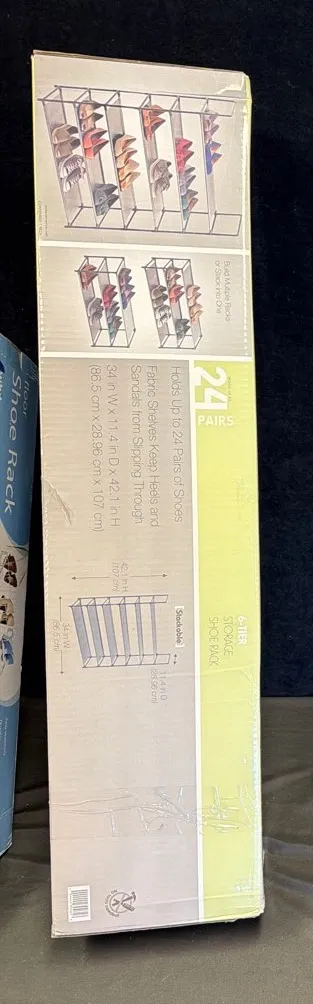 Build Multiple Racks
or Stack Into One
24
PAIRS
Holds Up to 24 Pairs of Shoes
Fabric Shelves Keep Heels and
Sandals from Slipping Through
34 in W x 11.4 in D x 42.1 in H
(86.5 cm x 28.96 cm x 107 cm)
6-TIER
STORAGE
SHOE RACK
Stackable
11.4 in D
(28.96 cm)
42.1 in H
(107 cm)
34 in W
(86.5 cm)
Shoe Rack